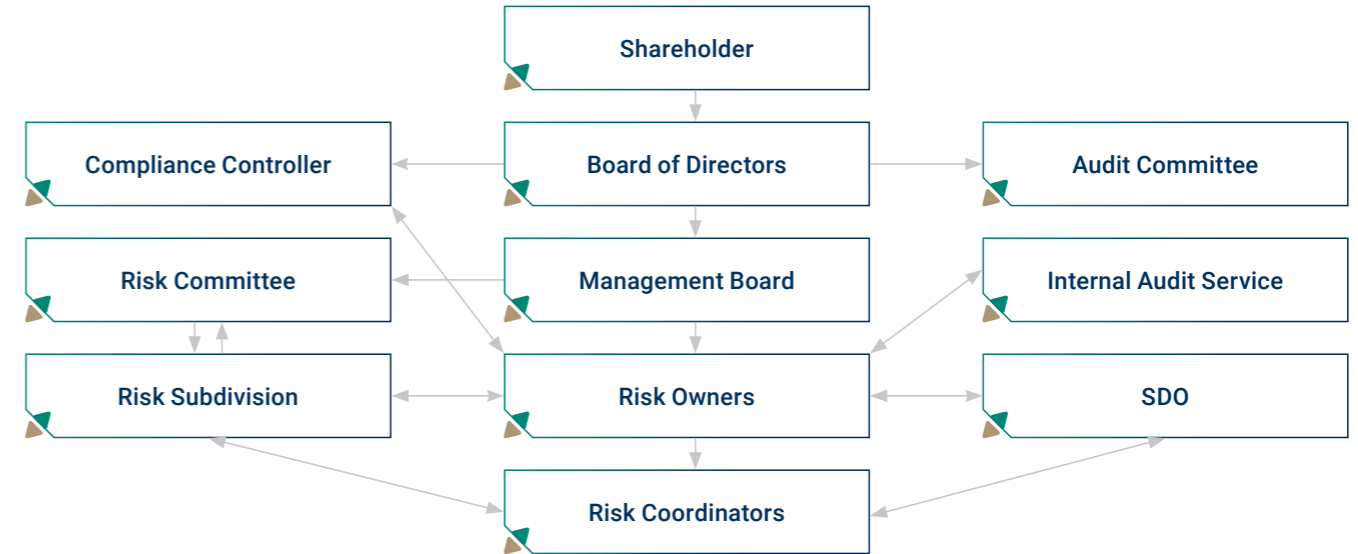 Shareholder
Compliance Controller
Board of Directors
Audit Committee
Risk Committee
Management Board
Internal Audit Service
Risk Subdivision
Risk Owners
SDO
Risk Coordinators